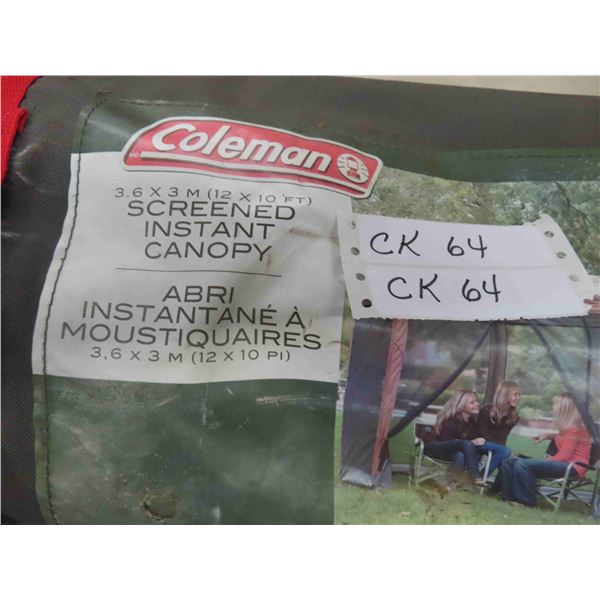 Coleman
MD
3.6 X 3 M (12 X 10 FT)
SCREENED
INSTANT
CANOPY
ABRI
INSTANTANÉ À
MOUSTIQUAIRES
3,6 X 3 M (12 X 10 PI)
CK 64
CK 64